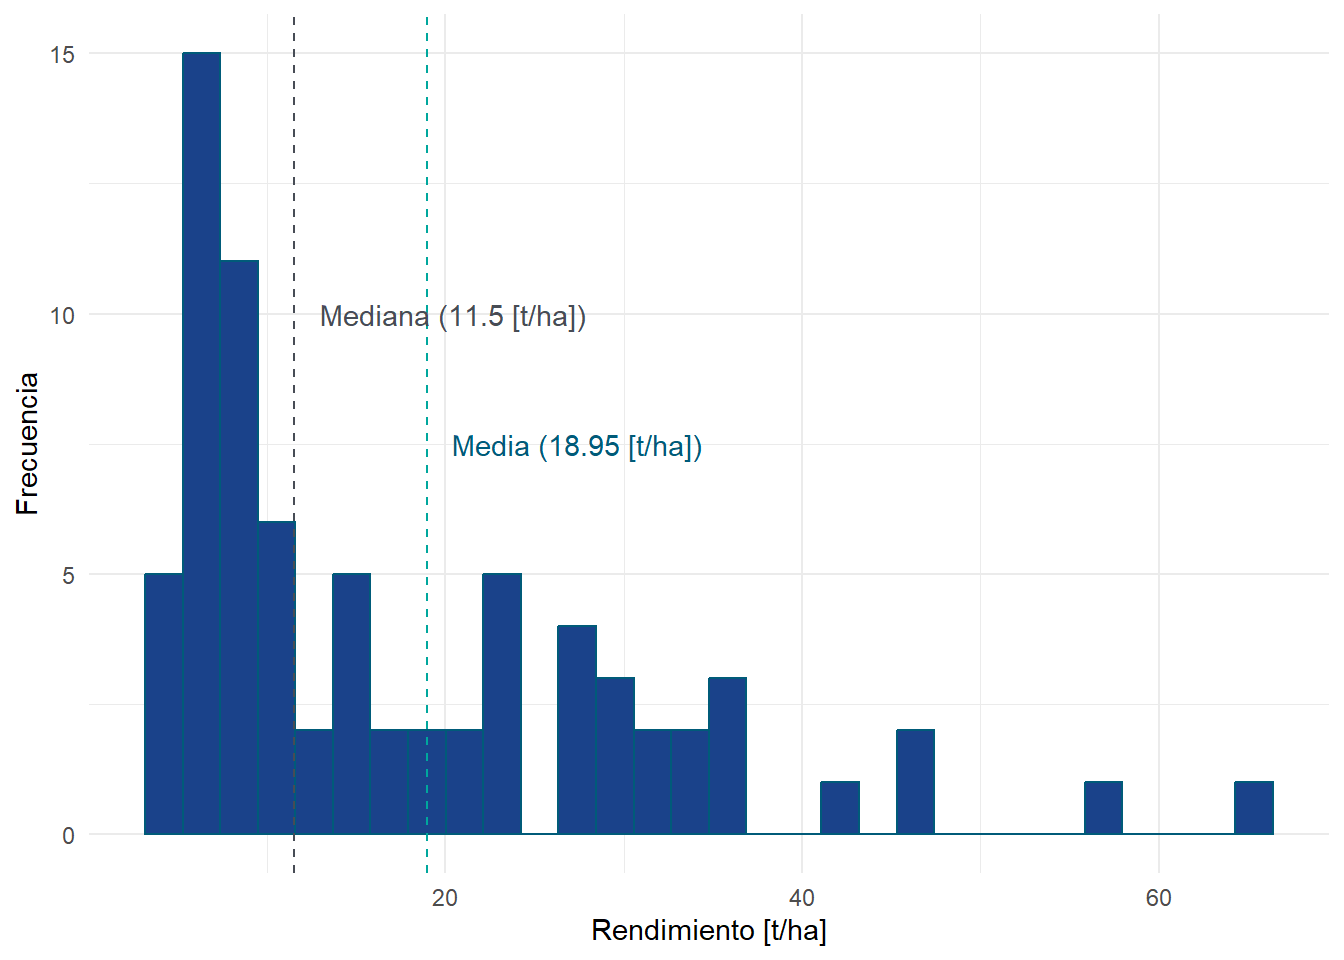 15
10
5
0
Frecuencia
Mediana (11.5 [t/ha])
Media (18.95 [t/ha])
20 40 60
Rendimiento [t/ha]